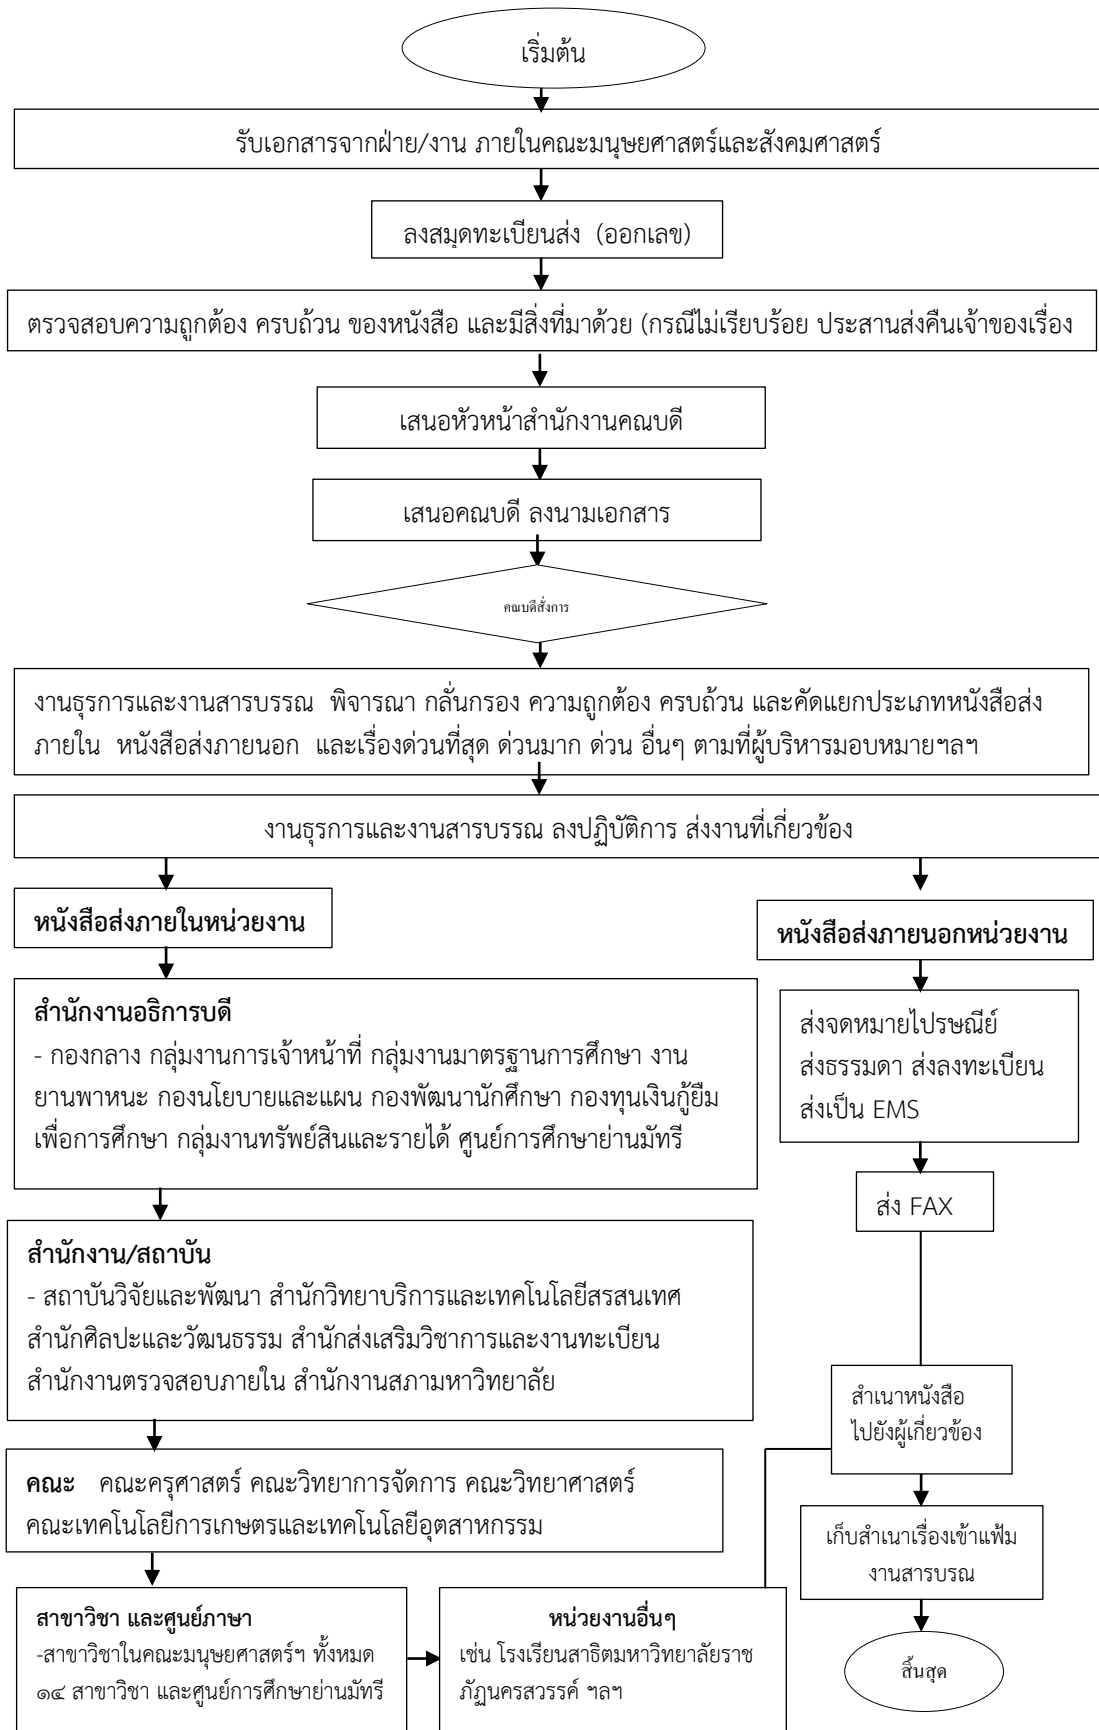 เริ่มต้น
รับเอกสารจากฝ่าย/งาน ภายในคณะมนุษยศาสตร์และสังคมศาสตร์
ลงสมุดทะเบียนส่ง (ออกเลข)
ตรวจสอบความถูกต้อง ครบถ้วน ของหนังสือ และมีสิ่งที่มาด้วย (กรณีไม่เรียบร้อย ประสานส่งคืนเจ้าของเรื่อง
เสนอหัวหน้าสำนักงานคณบดี
เสนอคณบดี ลงนามเอกสาร
คณบดีสั่งการ
งานธุรการและงานสารบรรณ พิจารณา กลั่นกรอง ความถูกต้อง ครบถ้วน และคัดแยกประเภทหนังสือส่ง
ภายใน หนังสือส่งภายนอก และเรื่องด่วนที่สุด ด่วนมาก ด่วน อื่นๆ ตามที่ผู้บริหารมอบหมายฯลฯ
งานธุรการและงานสารบรรณ ลงปฏิบัติการ ส่งงานที่เกี่ยวข้อง
หนังสือส่งภายในหน่วยงาน
สำนักงานอธิการบดี
- กองกลาง กลุ่มงานการเจ้าหน้าที่ กลุ่มงานมาตรฐานการศึกษา งาน
ยานพาหนะ กองนโยบายและแผน กองพัฒนานักศึกษา กองทุนเงินกู้ยืม
เพื่อการศึกษา กลุ่มงานทรัพย์สินและรายได้ ศูนย์การศึกษาย่านมัทรี
สำนักงาน/สถาบัน
- สถาบันวิจัยและพัฒนา สำนักวิทยาบริการและเทคโนโลยีสรสนเทศ
สำนักศิลปะและวัฒนธรรม สำนักส่งเสริมวิชาการและงานทะเบียน
สำนักงานตรวจสอบภายใน สำนักงานสภามหาวิทยาลัย
คณะ คณะครุศาสตร์ คณะวิทยาการจัดการ คณะวิทยาศาสตร์
คณะเทคโนโลยีการเกษตรและเทคโนโลยีอุตสาหกรรม
สาขาวิชา และศูนย์ภาษา
-สาขาวิชาในคณะมนุษยศาสตร์ฯ ทั้งหมด
๑๔ สาขาวิชา และศูนย์การศึกษาย่านมัทรี
หน่วยงานอื่นๆ
เช่น โรงเรียนสาธิตมหาวิทยาลัยราช
ภัฏนครสวรรค์ ฯลฯ
หนังสือส่งภายนอกหน่วยงาน
ส่งจดหมายไปรษณีย์
ส่งธรรมดา ส่งลงทะเบียน
ส่งเป็น EMS
ส่ง FAX
สำเนาหนังสือ
ไปยังผู้เกี่ยวข้อง
เก็บสำเนาเรื่องเข้าแฟ้ม
งานสารบรณ
สิ้นสุด